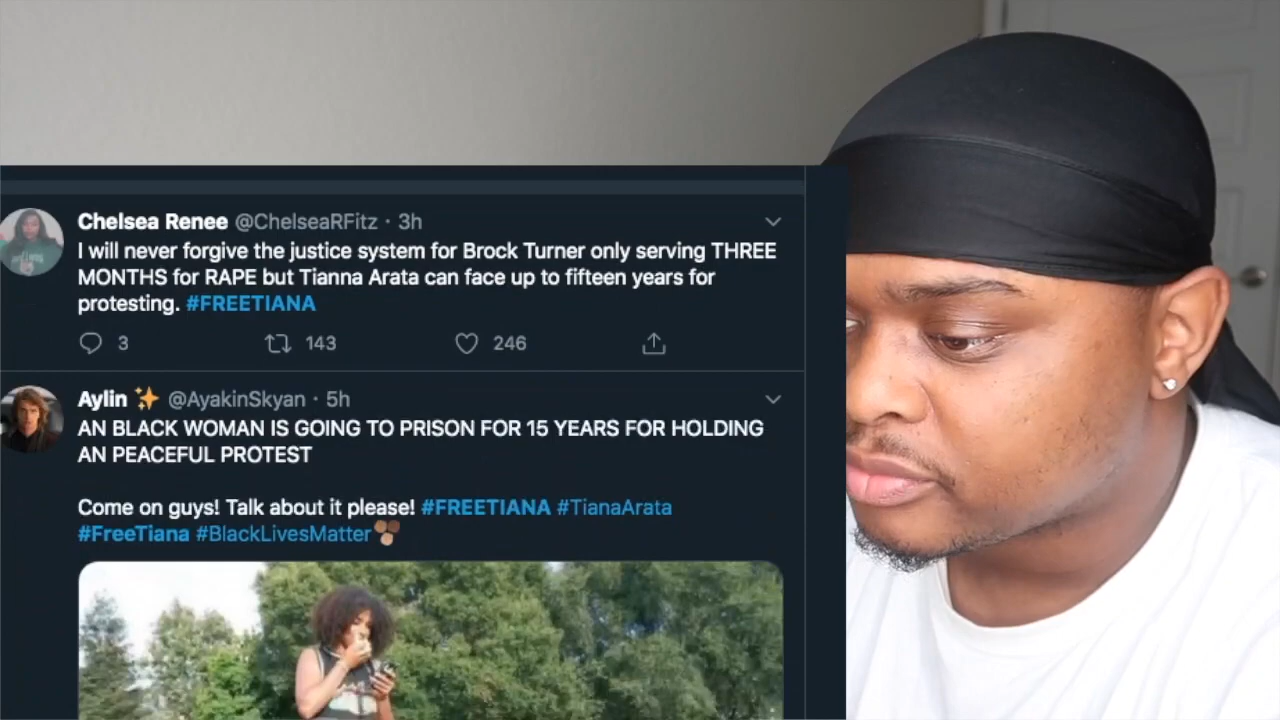 Chelsea Renee @ChelseaRFitz · 3h
I will never forgive the justice system for Brock Turner only serving THREE
MONTHS for RAPE but Tianna Arata can face up to fifteen years for
protesting. #FREETIANA
3 143 246
Aylin ✨ @AyakinSkyan · 5h
AN BLACK WOMAN IS GOING TO PRISON FOR 15 YEARS FOR HOLDING
AN PEACEFUL PROTEST
Come on guys! Talk about it please! #FREETIANA #TianaArata
#FreeTiana #BlackLivesMatter